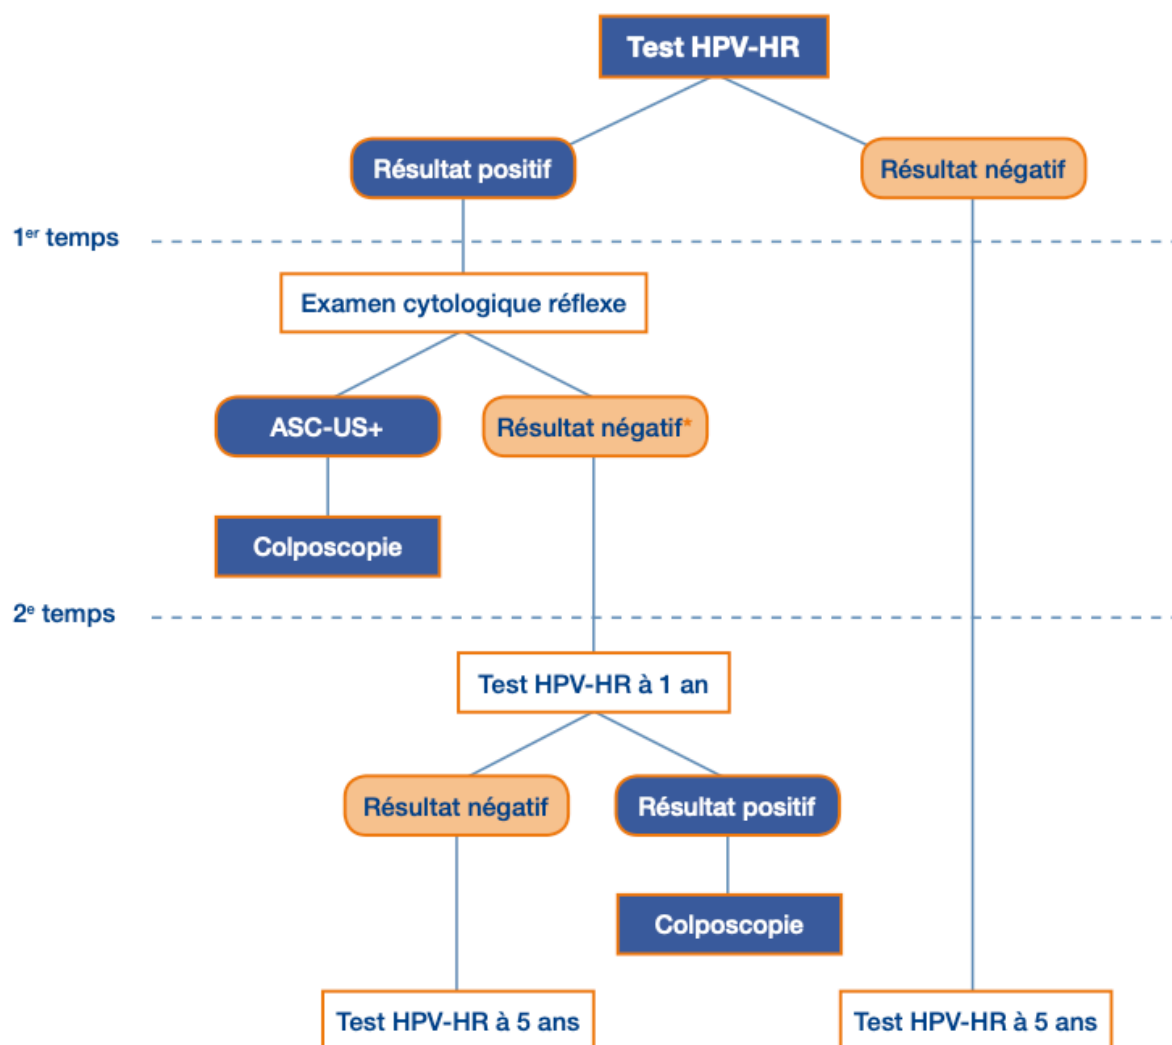 Test HPV-HR
Résultat positif
Résultat négatif
1er temps
Examen cytologique réflexe
ASC-US+
Résultat négatif*
Colposcopie
2e temps
Test HPV-HR à 1 an
Résultat négatif
Résultat positif
Colposcopie
Test HPV-HR à 5 ans
Test HPV-HR à 5 ans